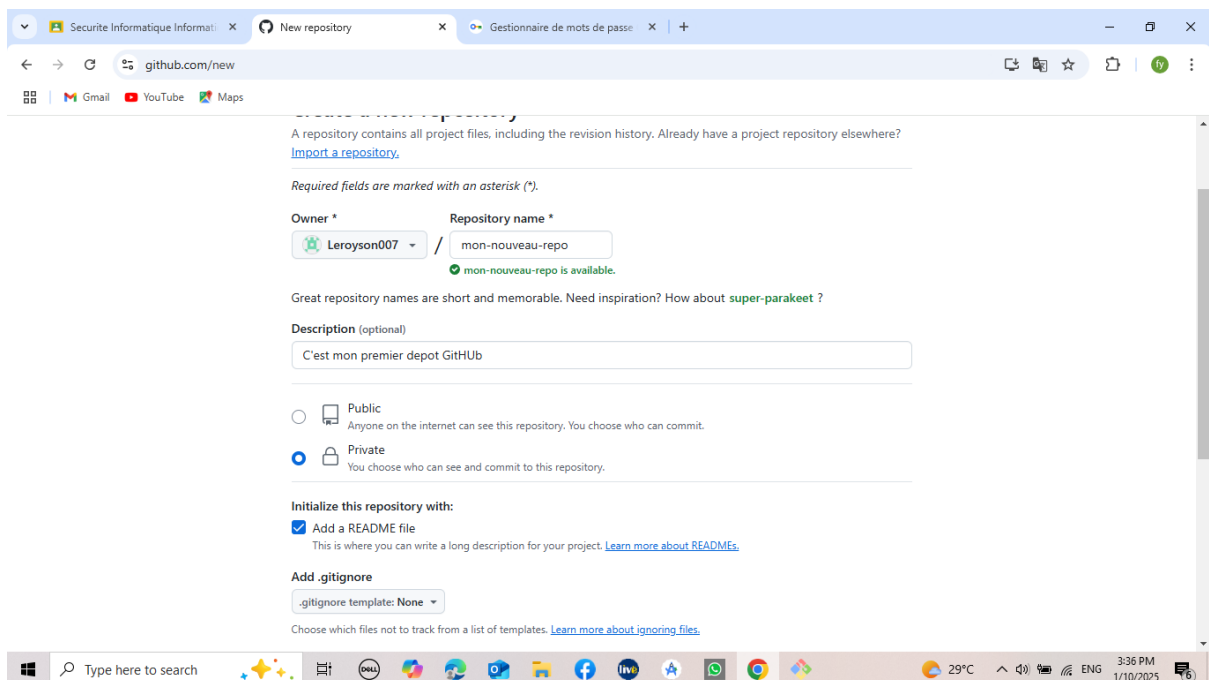 Securite Informatique Informati
New repository
Gestionnaire de mots de passe
github.com/new
fy
Gmail
YouTube
Maps
Create a new repository
A repository contains all project files, including the revision history. Already have a project repository elsewhere?
Import a repository.
Required fields are marked with an asterisk (*).
Owner * Repository name *
Leroyson007 / mon-nouveau-repo
mon-nouveau-repo is available.
Great repository names are short and memorable. Need inspiration? How about super-parakeet ?
Description (optional)
C'est mon premier depot GitHUb
Public
Anyone on the internet can see this repository. You choose who can commit.
Private
You choose who can see and commit to this repository.
Initialize this repository with:
Add a README file
This is where you can write a long description for your project. Learn more about READMEs.
Add .gitignore
.gitignore template: None
Choose which files not to track from a list of templates. Learn more about ignoring files.
Type here to search
DELL
live
29°C
ENG
3:36 PM
1/10/2025
6